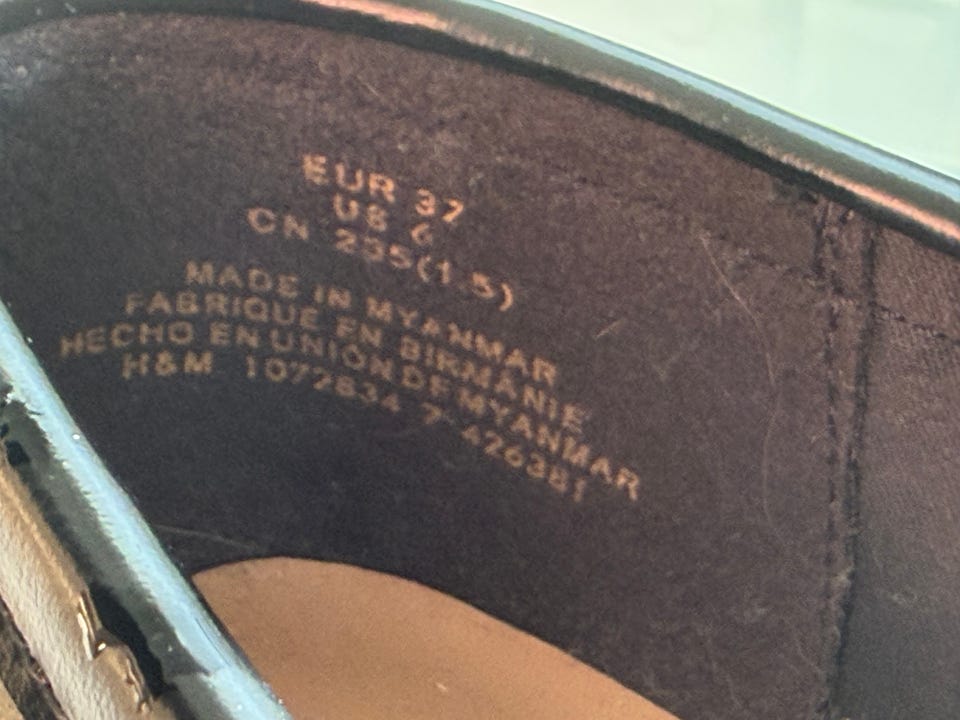 EUR 37
US 6
CN 235(1.5)
MADE IN MYANMAR
FABRIQUE EN BIRMANIE
HECHO EN UNION DE MYANMAR
H&M 1072834 7 426381